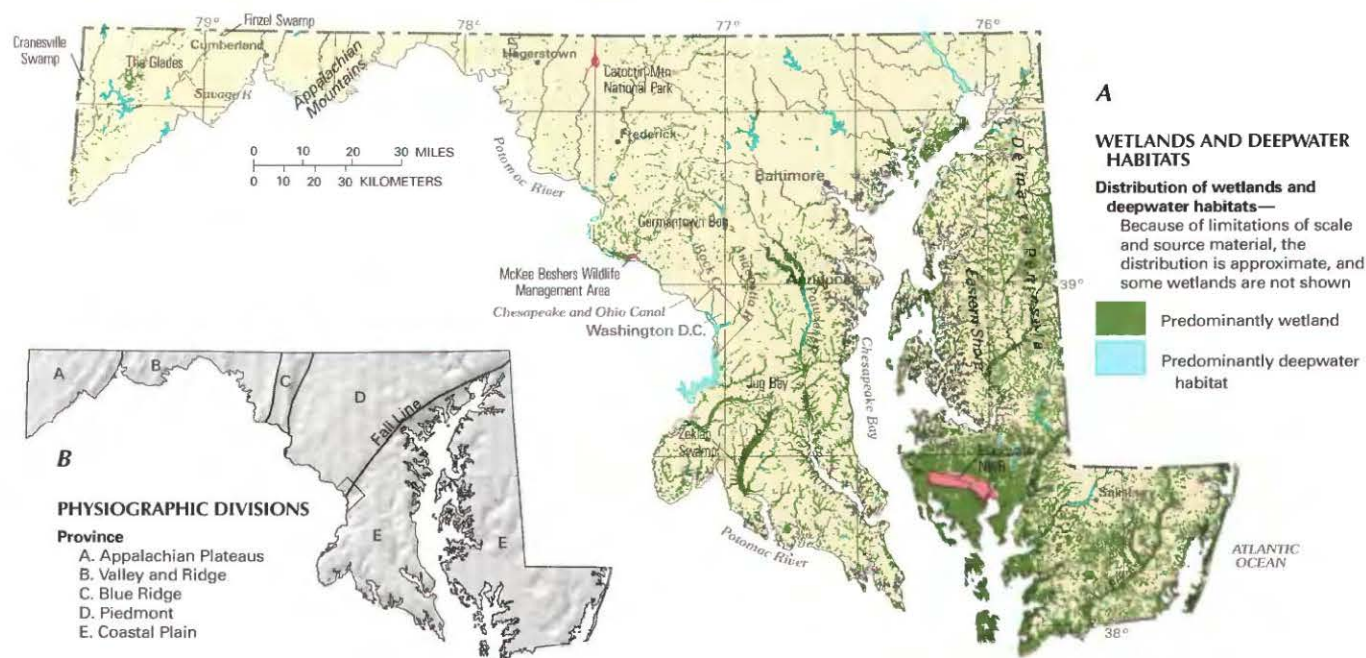 79°
Finzel Swamp
78°
77°
76°
Cranesville
Swamp
Cumberland
The Glades
Appalachian
Mountains
Savage R
Hagerstown
Catoctin Mtn
National Park
Frederick
0 10 20 30 MILES
0 10 20 30 KILOMETERS
Potomac River
Baltimore
Germantown Bog
Rock C
Anacostia R
McKee Beshers Wildlife
Management Area
Chesapeake and Ohio Canal
Washington D.C.
Jug Bay
Zekiah
Swamp
Potomac River
Chesapeake Bay
Eastern Shore
39°
NWR
ATLANTIC
OCEAN
38°
A
WETLANDS AND DEEPWATER
HABITATS
Distribution of wetlands and
deepwater habitats—
Because of limitations of scale
and source material, the
distribution is approximate, and
some wetlands are not shown
Predominantly wetland
Predominantly deepwater
habitat
A
B
C
D
Fall Line
E
E
B
PHYSIOGRAPHIC DIVISIONS
Province
A. Appalachian Plateaus
B. Valley and Ridge
C. Blue Ridge
D. Piedmont
E. Coastal Plain